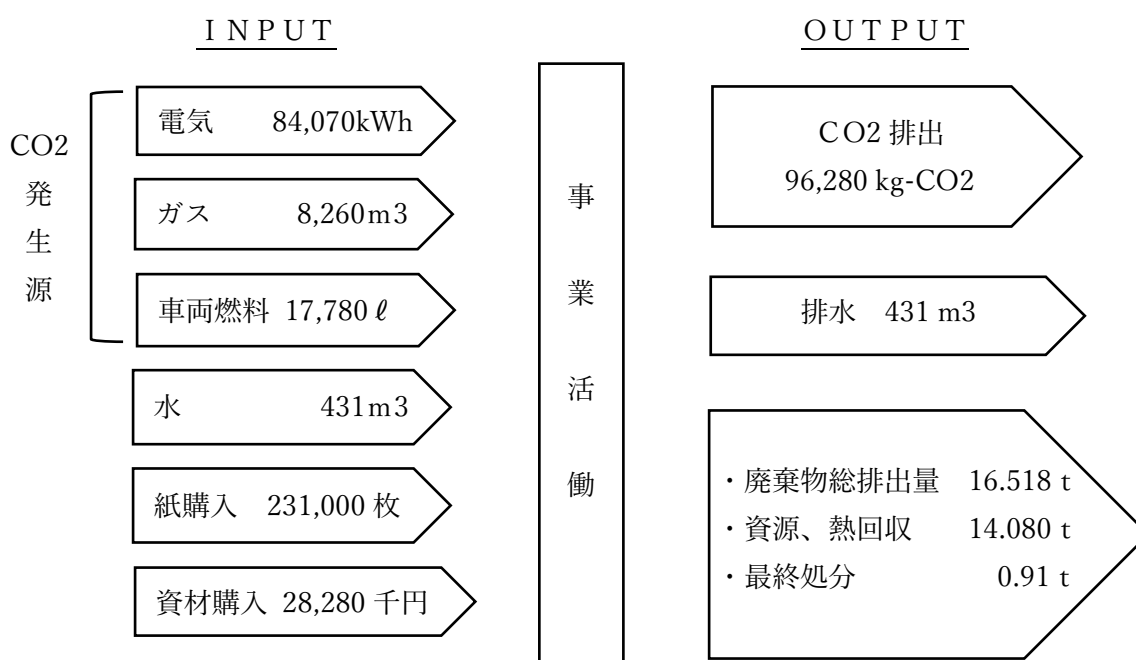 ＩＮＰＵＴ
ＯＵＴＰＵＴ
CO2
発
生
源
電気　　84,070kWh
ガス　　　8,260ｍ3
車両燃料 17,780ℓ
水　　　　　431ｍ3
紙購入　231,000 枚
資材購入 28,280 千円
事
業
活
働
ＣＯ2 排出
96,280 kg-CO2
排水　431 m3
・廃棄物総排出量　16.518 t
・資源、熱回収　　14.080 t
・最終処分　　　　　0.91 t